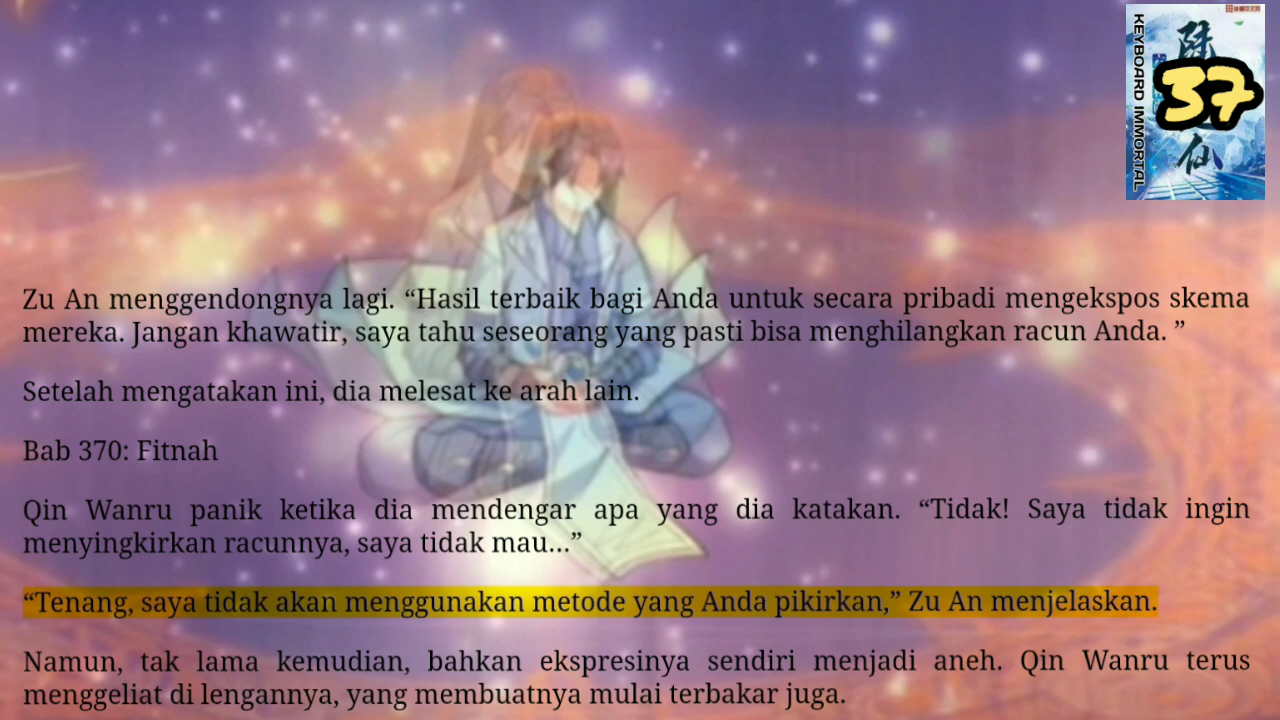 KEYBOARD IMMORTAL
37
仙
Zu An menggendongnya lagi. “Hasil terbaik bagi Anda untuk secara pribadi mengekspos skema
mereka. Jangan khawatir, saya tahu seseorang yang pasti bisa menghilangkan racun Anda. ”
Setelah mengatakan ini, dia melesat ke arah lain.
Bab 370: Fitnah
Qin Wanru panik ketika dia mendengar apa yang dia katakan. “Tidak! Saya tidak ingin
menyingkirkan racunnya, saya tidak mau...”
“Tenang, saya tidak akan menggunakan metode yang Anda pikirkan,” Zu An menjelaskan.
Namun, tak lama kemudian, bahkan ekspresinya sendiri menjadi aneh. Qin Wanru terus
menggeliat di lengannya, yang membuatnya mulai terbakar juga.